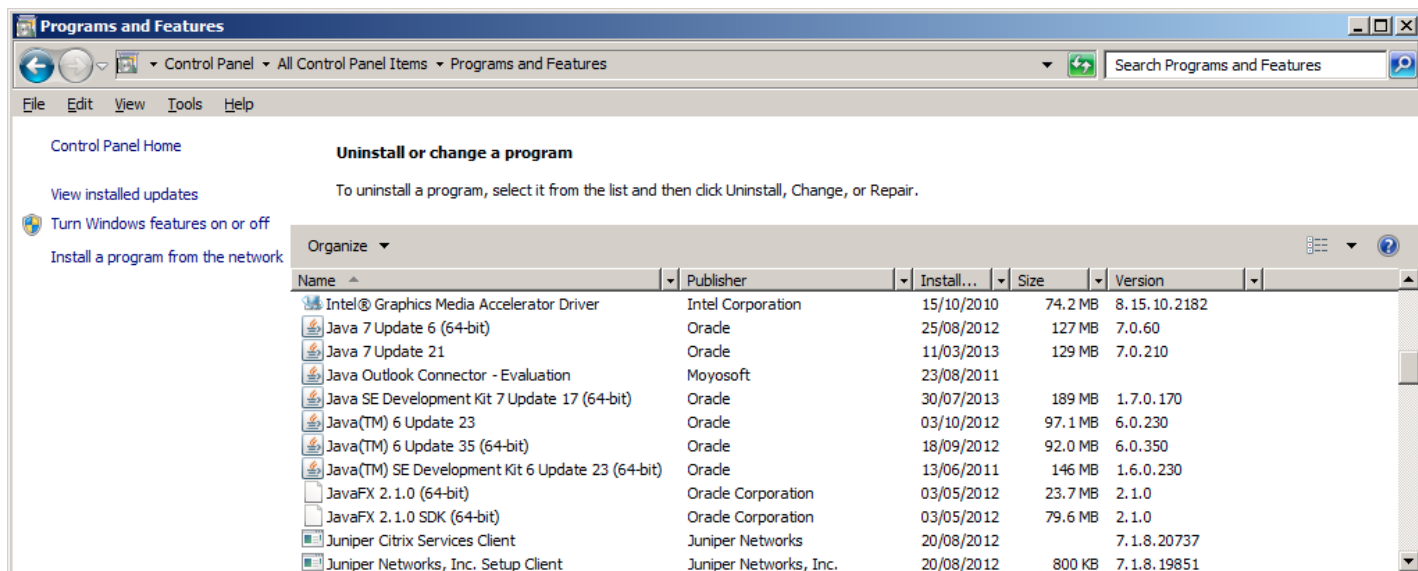 Programs and Features
Control Panel All Control Panel Items Programs and Features Search Programs and Features
File Edit View Tools Help
Control Panel Home
View installed updates
Turn Windows features on or off
Install a program from the network
Uninstall or change a program
To uninstall a program, select it from the list and then click Uninstall, Change, or Repair.
Organize
Name Publisher Install... Size Version
Intel® Graphics Media Accelerator Driver Intel Corporation 15/10/2010 74.2 MB 8.15.10.2182
Java 7 Update 6 (64-bit) Oracle 25/08/2012 127 MB 7.0.60
Java 7 Update 21 Oracle 11/03/2013 129 MB 7.0.210
Java Outlook Connector - Evaluation Moyosoft 23/08/2011
Java SE Development Kit 7 Update 17 (64-bit) Oracle 30/07/2013 189 MB 1.7.0.170
Java(TM) 6 Update 23 Oracle 03/10/2012 97.1 MB 6.0.230
Java(TM) 6 Update 35 (64-bit) Oracle 18/09/2012 92.0 MB 6.0.350
Java(TM) SE Development Kit 6 Update 23 (64-bit) Oracle 13/06/2011 146 MB 1.6.0.230
JavaFX 2.1.0 (64-bit) Oracle Corporation 03/05/2012 23.7 MB 2.1.0
JavaFX 2.1.0 SDK (64-bit) Oracle Corporation 03/05/2012 79.6 MB 2.1.0
Juniper Citrix Services Client Juniper Networks 20/08/2012 7.1.8.20737
Juniper Networks, Inc. Setup Client Juniper Networks, Inc. 20/08/2012 800 KB 7.1.8.19851